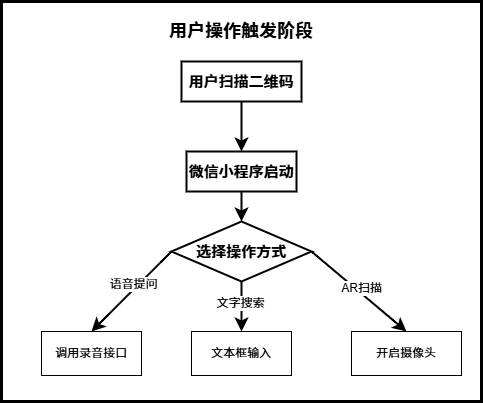 用户操作触发阶段
用户扫描二维码
微信小程序启动
选择操作方式
语音提问
文字搜索
AR扫描
调用录音接口
文本框输入
开启摄像头